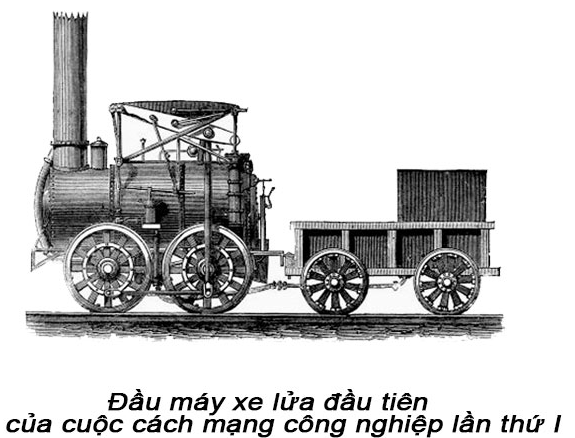 Đầu máy xe lửa đầu tiên
của cuộc cách mạng công nghiệp lần thứ I